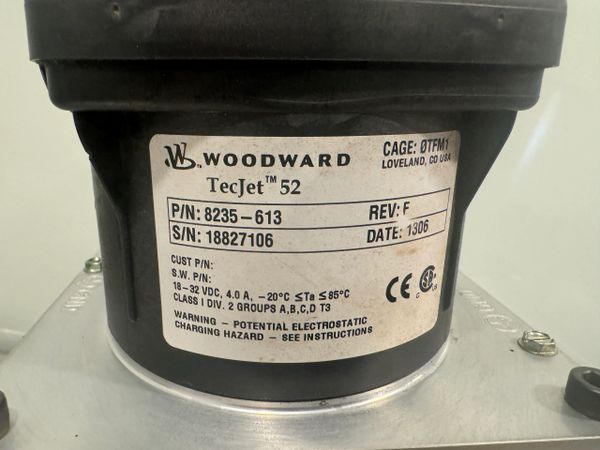 W™ WOODWARD
CAGE: ØTFM1
LOVELAND, CO USA
TecJet™ 52
P/N: 8235-613 REV: F
S/N: 18827106 DATE: 1306
CUST P/N:
S.W. P/N:
18-32 VDC, 4.0 A, -20°C ≤Ta ≤85°C
CLASS I DIV. 2 GROUPS A,B,C,D T3
CE
C
WARNING - POTENTIAL ELECTROSTATIC
CHARGING HAZARD - SEE INSTRUCTIONS